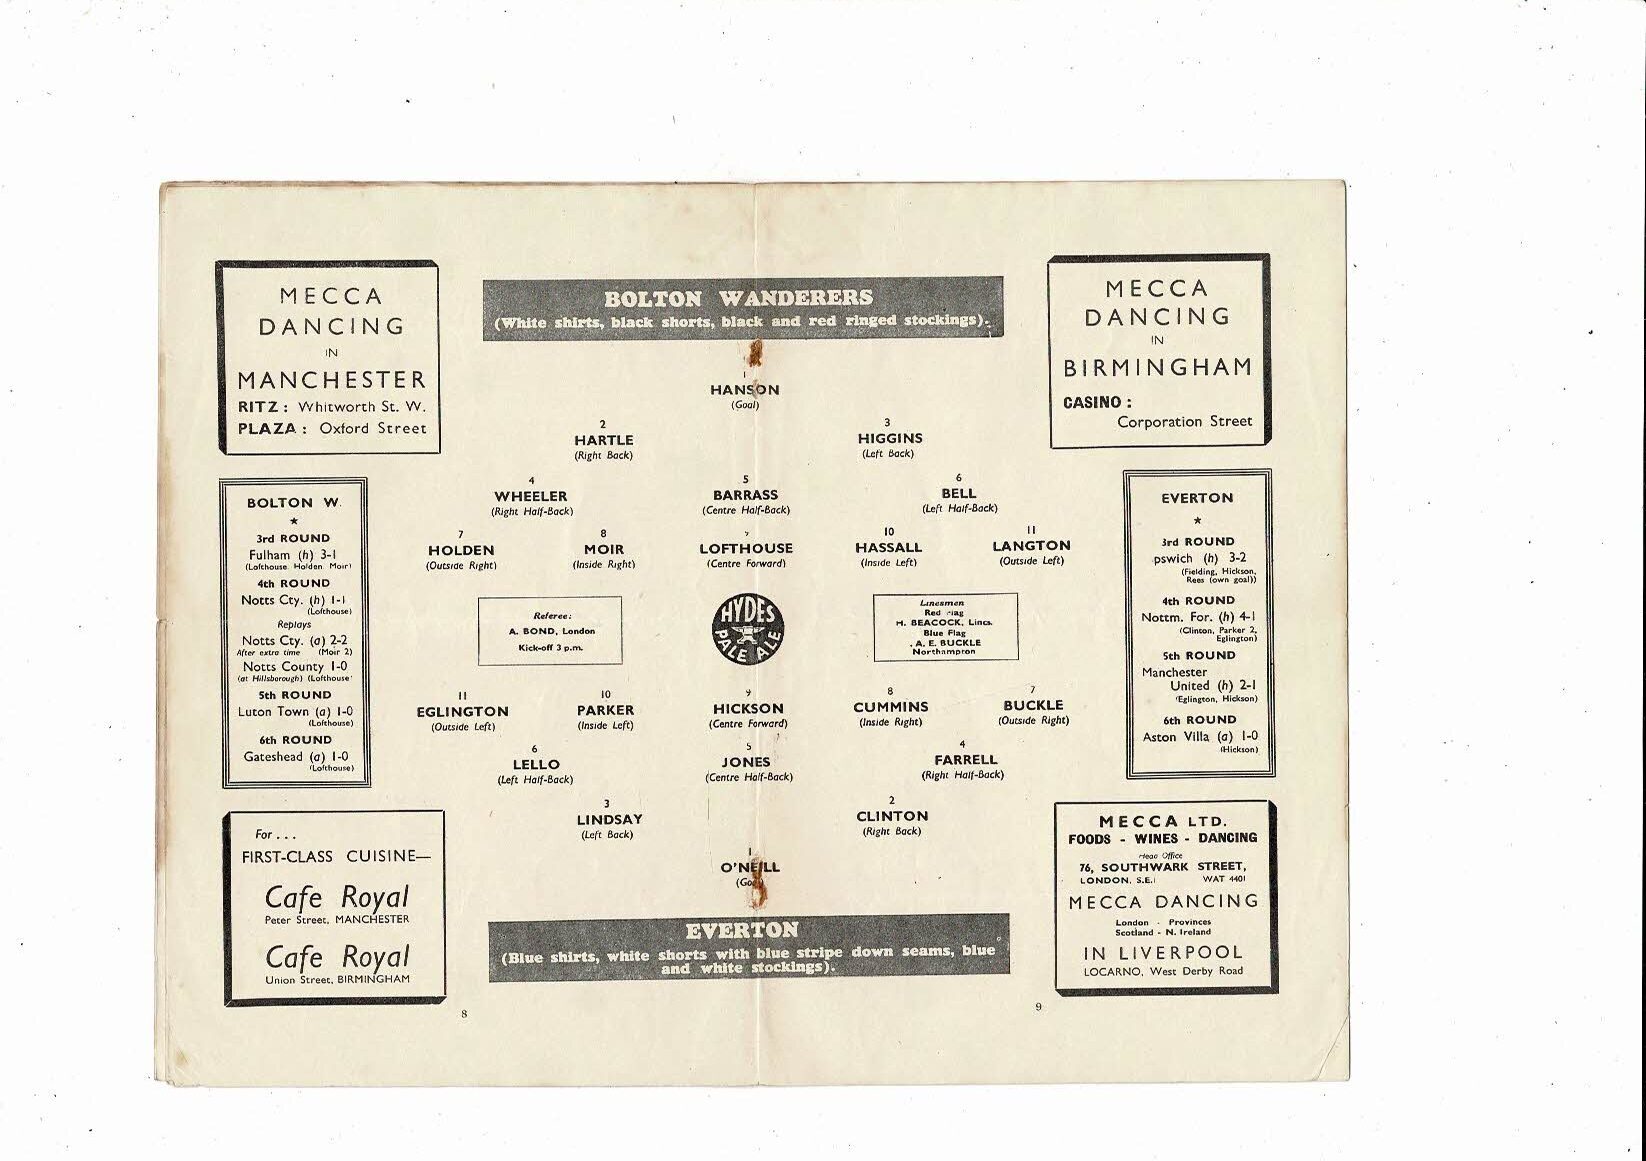 MECCA
DANCING
IN
MANCHESTER
RITZ : Whitworth St. W.
PLAZA : Oxford Street
BOLTON WANDERERS
(White shirts, black shorts, black and red ringed stockings).
MECCA
DANCING
IN
BIRMINGHAM
CASINO :
Corporation Street
1
HANSON
(Goal)
2
HARTLE
(Right Back)
3
HIGGINS
(Left Back)
4
WHEELER
(Right Half-Back)
5
BARRASS
(Centre Half-Back)
6
BELL
(Left Half-Back)
7
HOLDEN
(Outside Right)
8
MOIR
(Inside Right)
9
LOFTHOUSE
(Centre Forward)
10
HASSALL
(Inside Left)
11
LANGTON
(Outside Left)
BOLTON W.
3rd ROUND
Fulham (h) 3-1
(Lofthouse, Holden, Moir)
4th ROUND
Notts Cty. (h) 1-1
(Lofthouse)
Replays
Notts Cty. (a) 2-2
After extra time (Moir 2)
Notts County 1-0
(at Hillsborough) (Lofthouse)
5th ROUND
Luton Town (a) 1-0
(Lofthouse)
6th ROUND
Gateshead (a) 1-0
(Lofthouse)
Referee:
A. BOND, London
Kick-off 3 p.m.
HYDES
PALE ALE
Linesmen
Red Flag
H. BEACOCK, Lincs.
Blue Flag
A. E. BUCKLE
Northampton
EVERTON
3rd ROUND
pswich (h) 3-2
(Fielding, Hickson,
Rees (own goal))
4th ROUND
Nottm. For. (h) 4-1
(Clinton, Parker 2,
Eglington)
5th ROUND
Manchester
United (h) 2-1
(Eglington, Hickson)
6th ROUND
Aston Villa (a) 1-0
(Hickson)
11
EGLINGTON
(Outside Left)
10
PARKER
(Inside Left)
9
HICKSON
(Centre Forward)
8
CUMMINS
(Inside Right)
7
BUCKLE
(Outside Right)
6
LELLO
(Left Half-Back)
5
JONES
(Centre Half-Back)
4
FARRELL
(Right Half-Back)
3
LINDSAY
(Left Back)
2
CLINTON
(Right Back)
1
O'NEILL
(Goal)
EVERTON
(Blue shirts, white shorts with blue stripe down seams, blue
and white stockings).
For . . .
FIRST-CLASS CUISINE—
Cafe Royal
Peter Street, MANCHESTER
Cafe Royal
Union Street, BIRMINGHAM
MECCA LTD.
FOODS - WINES - DANCING
Head Office
76, SOUTHWARK STREET,
LONDON, S.E.1 WAT 4401
MECCA DANCING
London - Provinces
Scotland - N. Ireland
IN LIVERPOOL
LOCARNO, West Derby Road
8
9